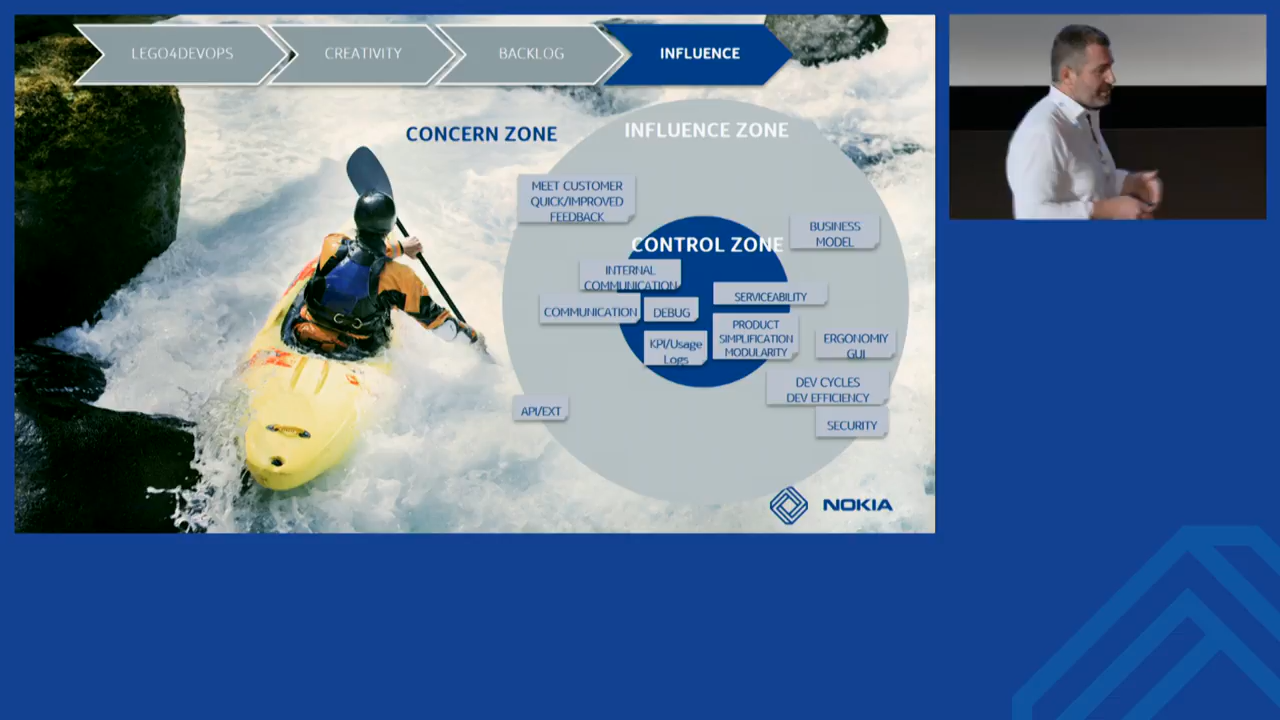 LEGO4DEVOPS
CREATIVITY
BACKLOG
INFLUENCE
CONCERN ZONE
INFLUENCE ZONE
MEET CUSTOMER
QUICK/IMPROVED
FEEDBACK
BUSINESS
MODEL
CONTROL ZONE
INTERNAL
COMMUNICATION
SERVICEABILITY
COMMUNICATION
DEBUG
PRODUCT
SIMPLIFICATION
MODULARITY
KPI/Usage
Logs
ERGONOMIY
GUI
DEV CYCLES
DEV EFFICIENCY
API/EXT
SECURITY
NOKIA